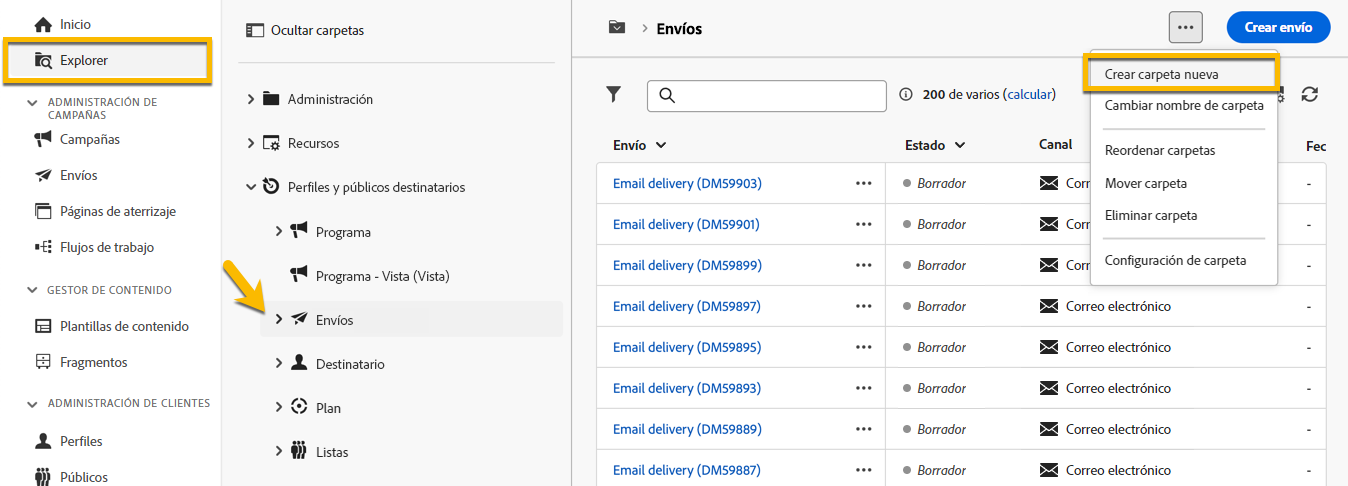 Inicio
Explorer
ADMINISTRACIÓN DE
CAMPAÑAS
Campañas
Envíos
Páginas de aterrizaje
Flujos de trabajo
GESTOR DE CONTENIDO
Plantillas de contenido
Fragmentos
ADMINISTRACIÓN DE CLIENTES
Perfiles
Públicos
Ocultar carpetas
Administración
Recursos
Perfiles y públicos destinatarios
Programa
Programa - Vista (Vista)
Envíos
Destinatario
Plan
Listas
Envíos
Crear envío
200 de varios (calcular)
Crear carpeta nueva
Cambiar nombre de carpeta
Reordenar carpetas
Mover carpeta
Eliminar carpeta
Configuración de carpeta
Envío Estado Canal Fec
Email delivery (DM59903) ••• Borrador Correo -
Email delivery (DM59901) ••• Borrador Correo -
Email delivery (DM59899) ••• Borrador Correo -
Email delivery (DM59897) ••• Borrador Correo electrónico -
Email delivery (DM59895) ••• Borrador Correo electrónico -
Email delivery (DM59893) ••• Borrador Correo electrónico -
Email delivery (DM59889) ••• Borrador Correo electrónico -
Email delivery (DM59887) ••• Borrador Correo electrónico -